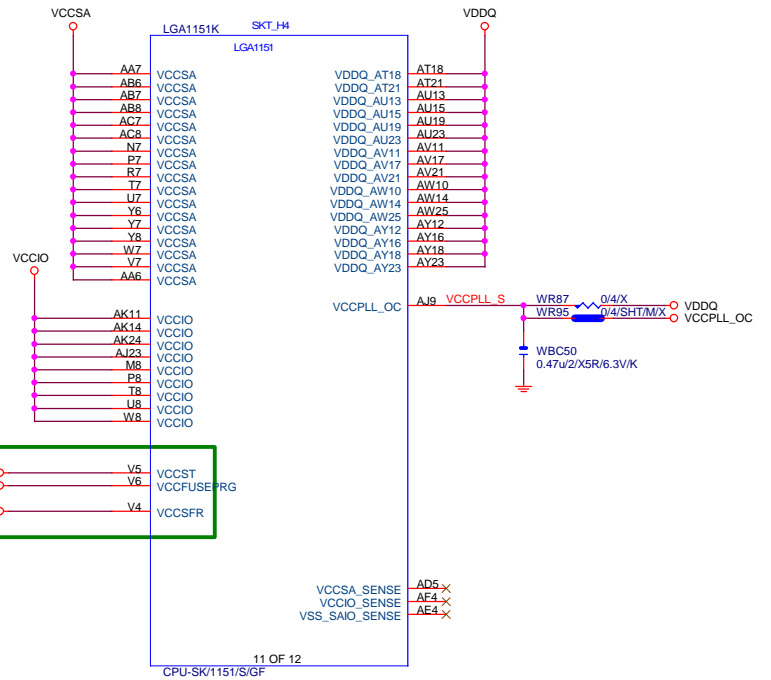 VCCSA
VDDQ
LGA1151K
SKT_H4
LGA1151
AA7 VCCSA VDDQ_AT18 AT18
AB6 VCCSA VDDQ_AT21 AT21
AB7 VCCSA VDDQ_AU13 AU13
AB8 VCCSA VDDQ_AU15 AU15
AC7 VCCSA VDDQ_AU19 AU19
AC8 VCCSA VDDQ_AU23 AU23
N7 VCCSA VDDQ_AV11 AV11
P7 VCCSA VDDQ_AV17 AV17
R7 VCCSA VDDQ_AV21 AV21
T7 VCCSA VDDQ_AW10 AW10
U7 VCCSA VDDQ_AW14 AW14
Y6 VCCSA VDDQ_AW25 AW25
Y7 VCCSA VDDQ_AY12 AY12
Y8 VCCSA VDDQ_AY16 AY16
W7 VCCSA VDDQ_AY18 AY18
V7 VCCSA VDDQ_AY23 AY23
AA6 VCCSA
VCCIO
VCCPLL_OC AJ9 VCCPLL_S WR87 0/4/X VDDQ
WR95 0/4/SHT/M/X VCCPLL_OC
AK11 VCCIO
AK14 VCCIO
AK24 VCCIO
AJ23 VCCIO
M8 VCCIO
P8 VCCIO
T8 VCCIO
U8 VCCIO
W8 VCCIO
WBC50
0.47u/2/X5R/6.3V/K
V5 VCCST
V6 VCCFUSEPRG
V4 VCCSFR
VCCSA_SENSE AD5
VCCIO_SENSE AF4
VSS_SAIO_SENSE AE4
11 OF 12
CPU-SK/1151/S/GF